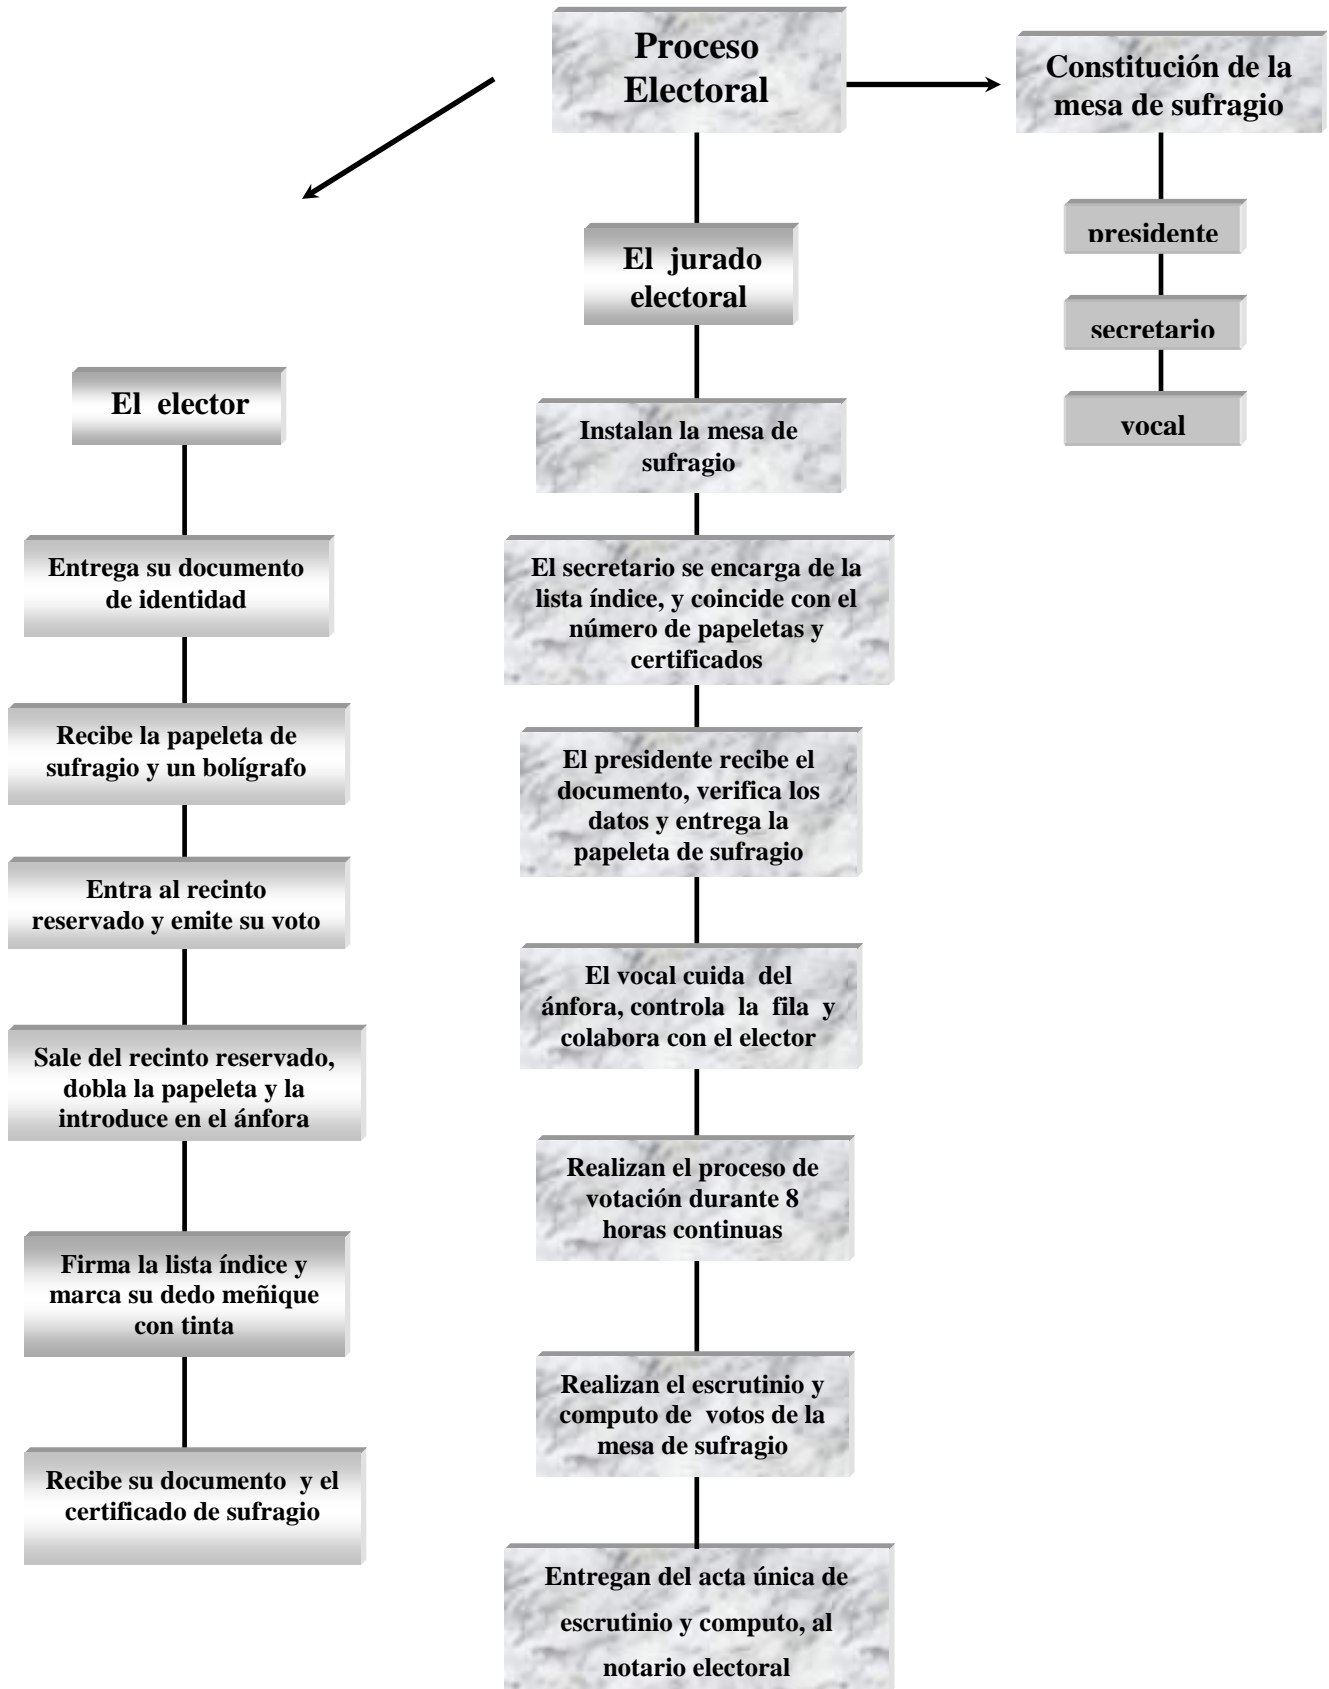 Proceso
Electoral
Constitución de la
mesa de sufragio
presidente
secretario
vocal
El jurado
electoral
Instalan la mesa de
sufragio
El secretario se encarga de la
lista índice, y coincide con el
número de papeletas y
certificados
El presidente recibe el
documento, verifica los
datos y entrega la
papeleta de sufragio
El vocal cuida del
ánfora, controla la fila y
colabora con el elector
Realizan el proceso de
votación durante 8
horas continuas
Realizan el escrutinio y
computo de votos de la
mesa de sufragio
Entregan del acta única de
escrutinio y computo, al
notario electoral
El elector
Entrega su documento
de identidad
Recibe la papeleta de
sufragio y un bolígrafo
Entra al recinto
reservado y emite su voto
Sale del recinto reservado,
dobla la papeleta y la
introduce en el ánfora
Firma la lista índice y
marca su dedo meñique
con tinta
Recibe su documento y el
certificado de sufragio